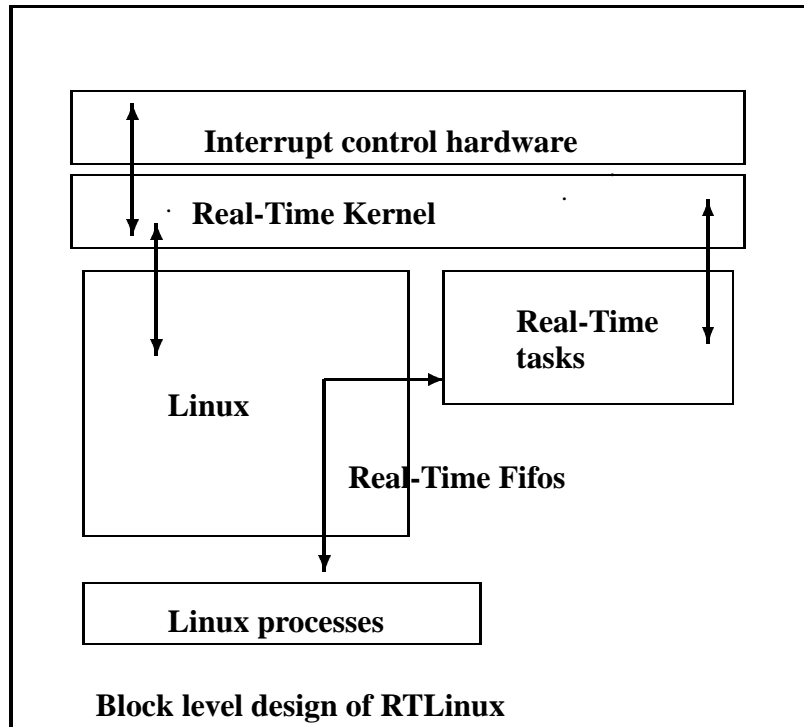 Interrupt control hardware
Real-Time Kernel
Real-Time
tasks
Linux
Real-Time Fifos
Linux processes
Block level design of RTLinux